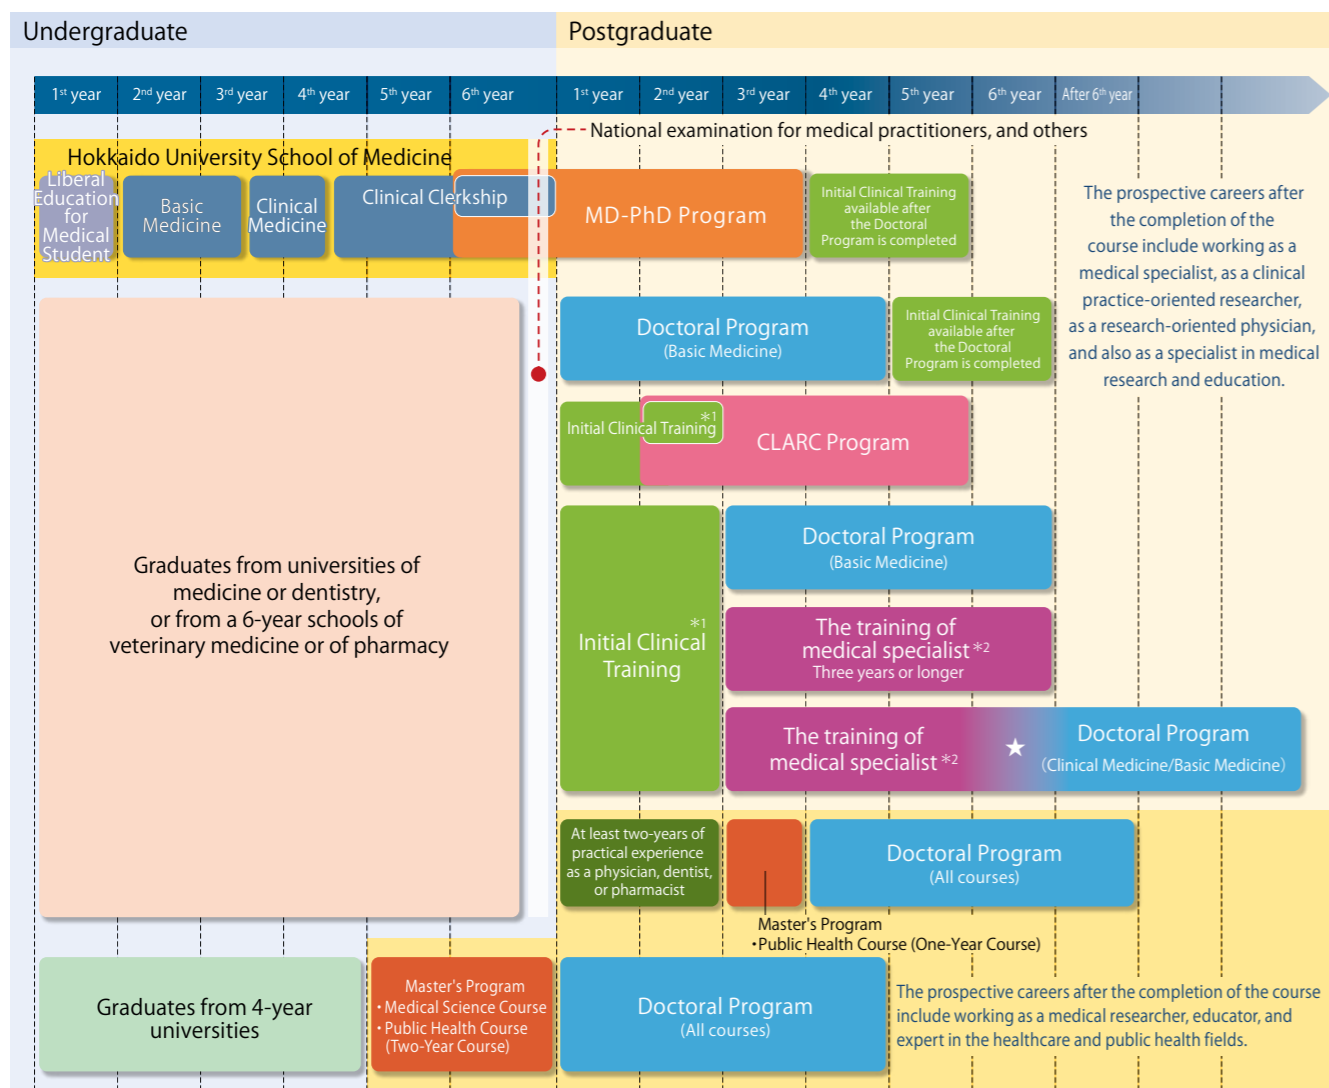 Undergraduate
Postgraduate
1st year
2nd year
3rd year
4th year
5th year
6th year
1st year
2nd year
3rd year
4th year
5th year
6th year
After 6th year
National examination for medical practitioners, and others
Hokkaido University School of Medicine
Liberal
Education
for
Medical
Student
Basic
Medicine
Clinical
Medicine
Clinical Clerkship
MD-PhD Program
Initial Clinical Training
available after
the Doctoral
Program is completed
The prospective careers after
the completion of the
course include working as a
medical specialist, as a clinical
practice-oriented researcher,
as a research-oriented physician,
and also as a specialist in medical
research and education.
Doctoral Program
(Basic Medicine)
Initial Clinical Training
available after
the Doctoral
Program is completed
Initial Clinical Training *1
CLARC Program
Graduates from universities of
medicine or dentistry,
or from a 6-year schools of
veterinary medicine or of pharmacy
*1
Initial Clinical
Training
Doctoral Program
(Basic Medicine)
The training of
medical specialist *2
Three years or longer
The training of
medical specialist *2
★
Doctoral Program
(Clinical Medicine/Basic Medicine)
At least two-years of
practical experience
as a physician, dentist,
or pharmacist
Doctoral Program
(All courses)
Master's Program
・Public Health Course (One-Year Course)
Graduates from 4-year
universities
Master's Program
・Medical Science Course
・Public Health Course
(Two-Year Course)
Doctoral Program
(All courses)
The prospective careers after the completion of the course
include working as a medical researcher, educator, and
expert in the healthcare and public health fields.